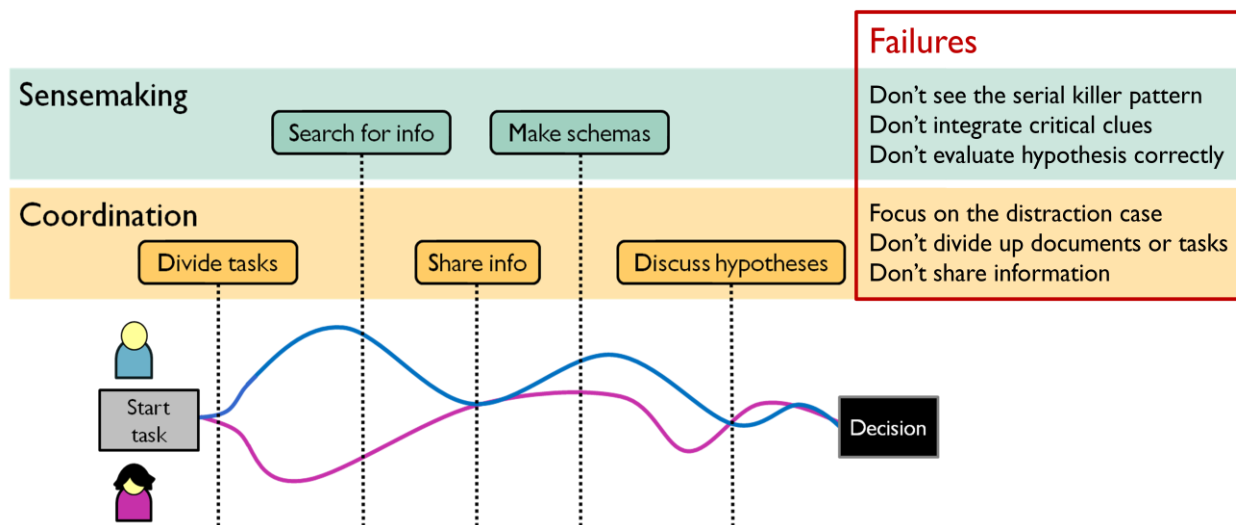 Failures
Sensemaking
Search for info
Make schemas
Don't see the serial killer pattern
Don't integrate critical clues
Don't evaluate hypothesis correctly
Coordination
Divide tasks
Share info
Discuss hypotheses
Focus on the distraction case
Don't divide up documents or tasks
Don't share information
Start
task
Decision